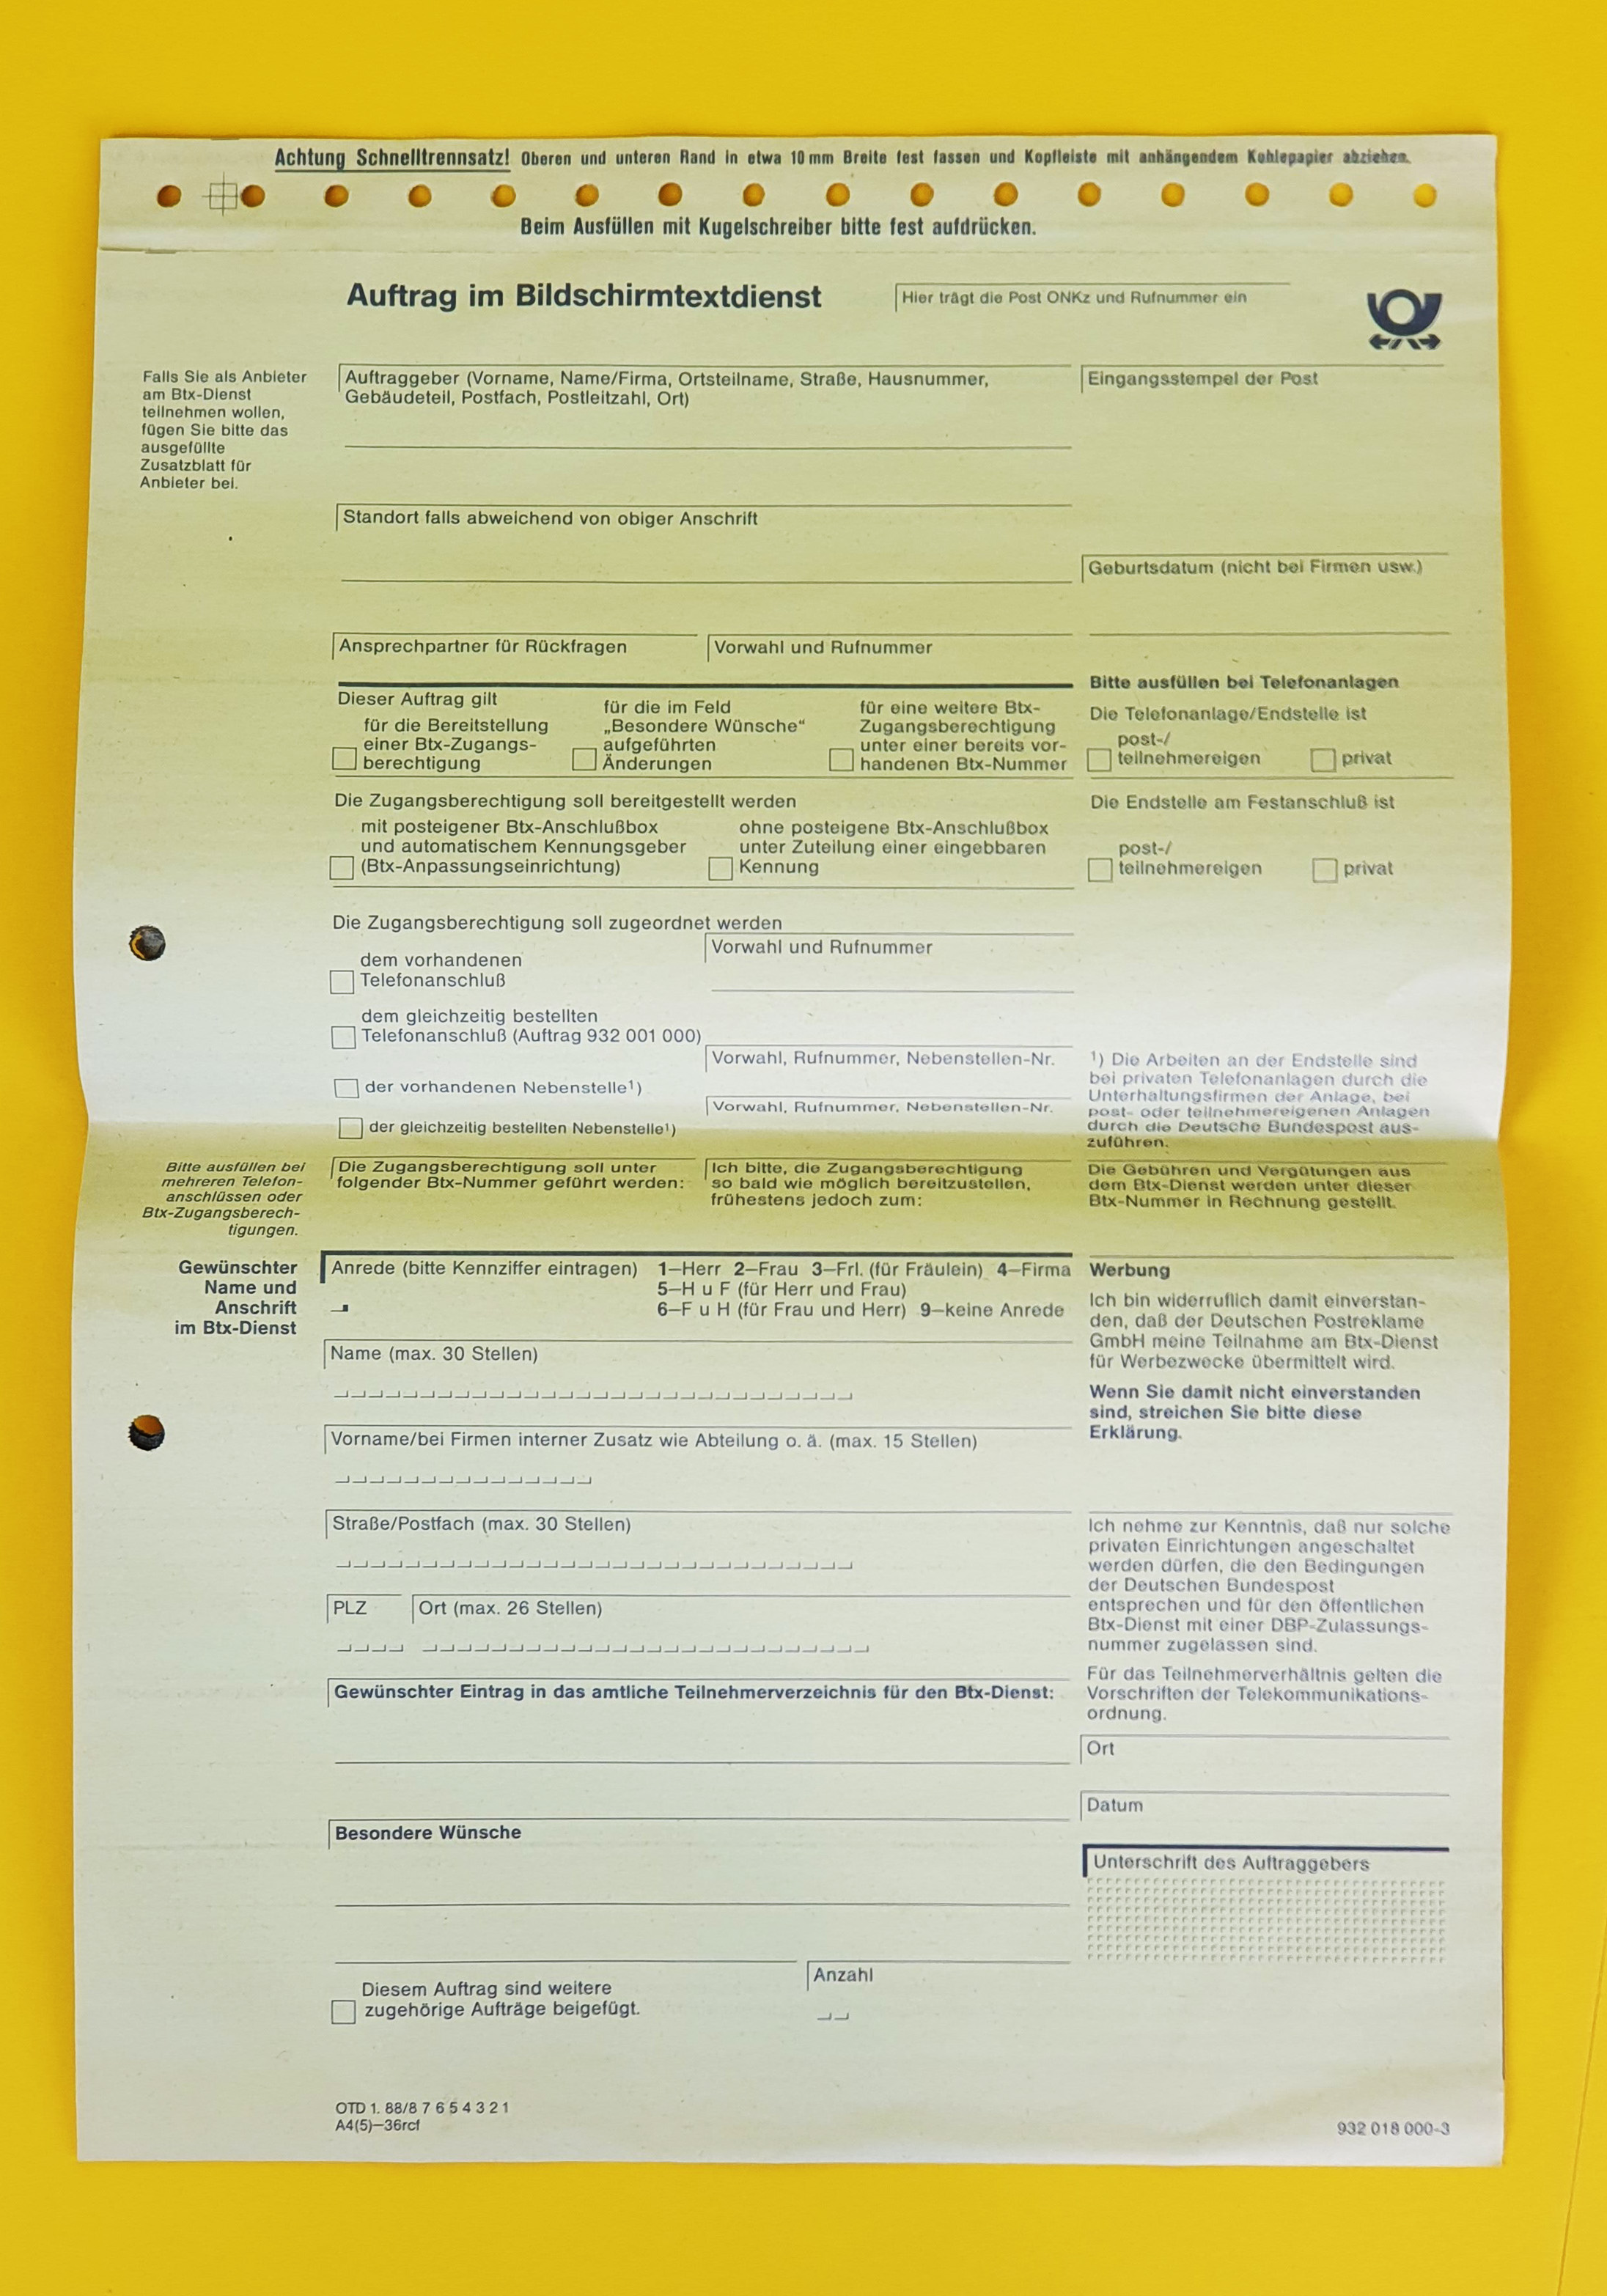 Achtung Schnelltrennsatz! Oberen und unteren Rand in etwa 10 mm Breite fest fassen und Kopfleiste mit anhängendem Kohlepapier abziehen.
Beim Ausfüllen mit Kugelschreiber bitte fest aufdrücken.
Auftrag im Bildschirmtextdienst
Hier trägt die Post ONKz und Rufnummer ein
Falls Sie als Anbieter
am Btx-Dienst
teilnehmen wollen,
fügen Sie bitte das
ausgefüllte
Zusatzblatt für
Anbieter bei.
Auftraggeber (Vorname, Name/Firma, Ortsteilname, Straße, Hausnummer,
Gebäudeteil, Postfach, Postleitzahl, Ort)
Eingangsstempel der Post
Standort falls abweichend von obiger Anschrift
Geburtsdatum (nicht bei Firmen usw.)
Ansprechpartner für Rückfragen
Vorwahl und Rufnummer
Dieser Auftrag gilt
für die Bereitstellung
einer Btx-Zugangs-
berechtigung
für die im Feld
„Besondere Wünsche“
aufgeführten
Änderungen
für eine weitere Btx-
Zugangsberechtigung
unter einer bereits vor-
handenen Btx-Nummer
Bitte ausfüllen bei Telefonanlagen
Die Telefonanlage/Endstelle ist
post-/
teilnehmereigen
privat
Die Zugangsberechtigung soll bereitgestellt werden
mit posteigener Btx-Anschlußbox
und automatischem Kennungsgeber
(Btx-Anpassungseinrichtung)
ohne posteigene Btx-Anschlußbox
unter Zuteilung einer eingebbaren
Kennung
Die Endstelle am Festanschluß ist
post-/
teilnehmereigen
privat
Die Zugangsberechtigung soll zugeordnet werden
dem vorhandenen
Telefonanschluß
Vorwahl und Rufnummer
dem gleichzeitig bestellten
Telefonanschluß (Auftrag 932 001 000)
der vorhandenen Nebenstelle¹)
Vorwahl, Rufnummer, Nebenstellen-Nr.
der gleichzeitig bestellten Nebenstelle¹)
Vorwahl, Rufnummer, Nebenstellen-Nr.
¹) Die Arbeiten an der Endstelle sind
bei privaten Telefonanlagen durch die
Unterhaltungsfirmen der Anlage, bei
post- oder teilnehmereigenen Anlagen
durch die Deutsche Bundespost aus-
zuführen.
Bitte ausfüllen bei
mehreren Telefon-
anschlüssen oder
Btx-Zugangsberech-
tigungen.
Die Zugangsberechtigung soll unter
folgender Btx-Nummer geführt werden:
Ich bitte, die Zugangsberechtigung
so bald wie möglich bereitzustellen,
frühestens jedoch zum:
Die Gebühren und Vergütungen aus
dem Btx-Dienst werden unter dieser
Btx-Nummer in Rechnung gestellt.
Gewünschter
Name und
Anschrift
im Btx-Dienst
Anrede (bitte Kennziffer eintragen)
1—Herr 2—Frau 3—Frl. (für Fräulein) 4—Firma
5—H u F (für Herr und Frau)
6—F u H (für Frau und Herr) 9—keine Anrede
Name (max. 30 Stellen)
Vorname/bei Firmen interner Zusatz wie Abteilung o. ä. (max. 15 Stellen)
Straße/Postfach (max. 30 Stellen)
PLZ
Ort (max. 26 Stellen)
Gewünschter Eintrag in das amtliche Teilnehmerverzeichnis für den Btx-Dienst:
Besondere Wünsche
Diesem Auftrag sind weitere
zugehörige Aufträge beigefügt.
Anzahl
Werbung
Ich bin widerruflich damit einverstan-
den, daß der Deutschen Postreklame
GmbH meine Teilnahme am Btx-Dienst
für Werbezwecke übermittelt wird.
Wenn Sie damit nicht einverstanden
sind, streichen Sie bitte diese
Erklärung.
Ich nehme zur Kenntnis, daß nur solche
privaten Einrichtungen angeschaltet
werden dürfen, die den Bedingungen
der Deutschen Bundespost
entsprechen und für den öffentlichen
Btx-Dienst mit einer DBP-Zulassungs-
nummer zugelassen sind.
Für das Teilnehmerverhältnis gelten die
Vorschriften der Telekommunikations-
ordnung.
Ort
Datum
Unterschrift des Auftraggebers
OTD 1. 88/8 7 6 5 4 3 2 1
A4(5)—36rcf
932 018 000-3